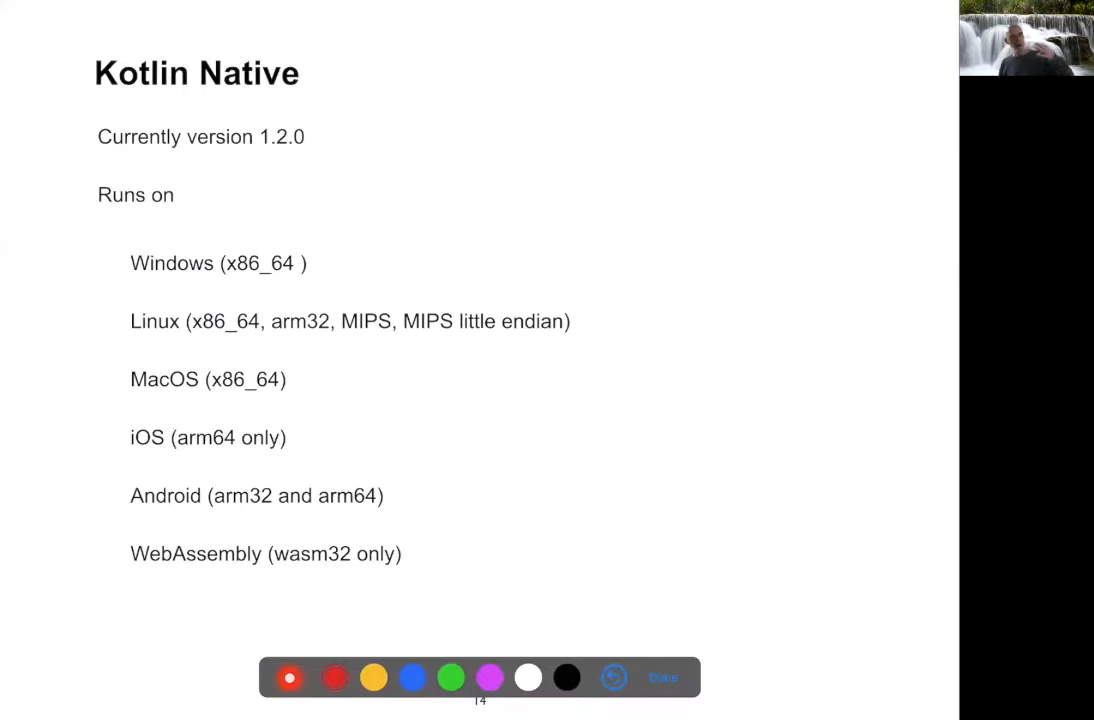 Kotlin Native
Currently version 1.2.0
Runs on
Windows (x86_64 )
Linux (x86_64, arm32, MIPS, MIPS little endian)
MacOS (x86_64)
iOS (arm64 only)
Android (arm32 and arm64)
WebAssembly (wasm32 only)
14